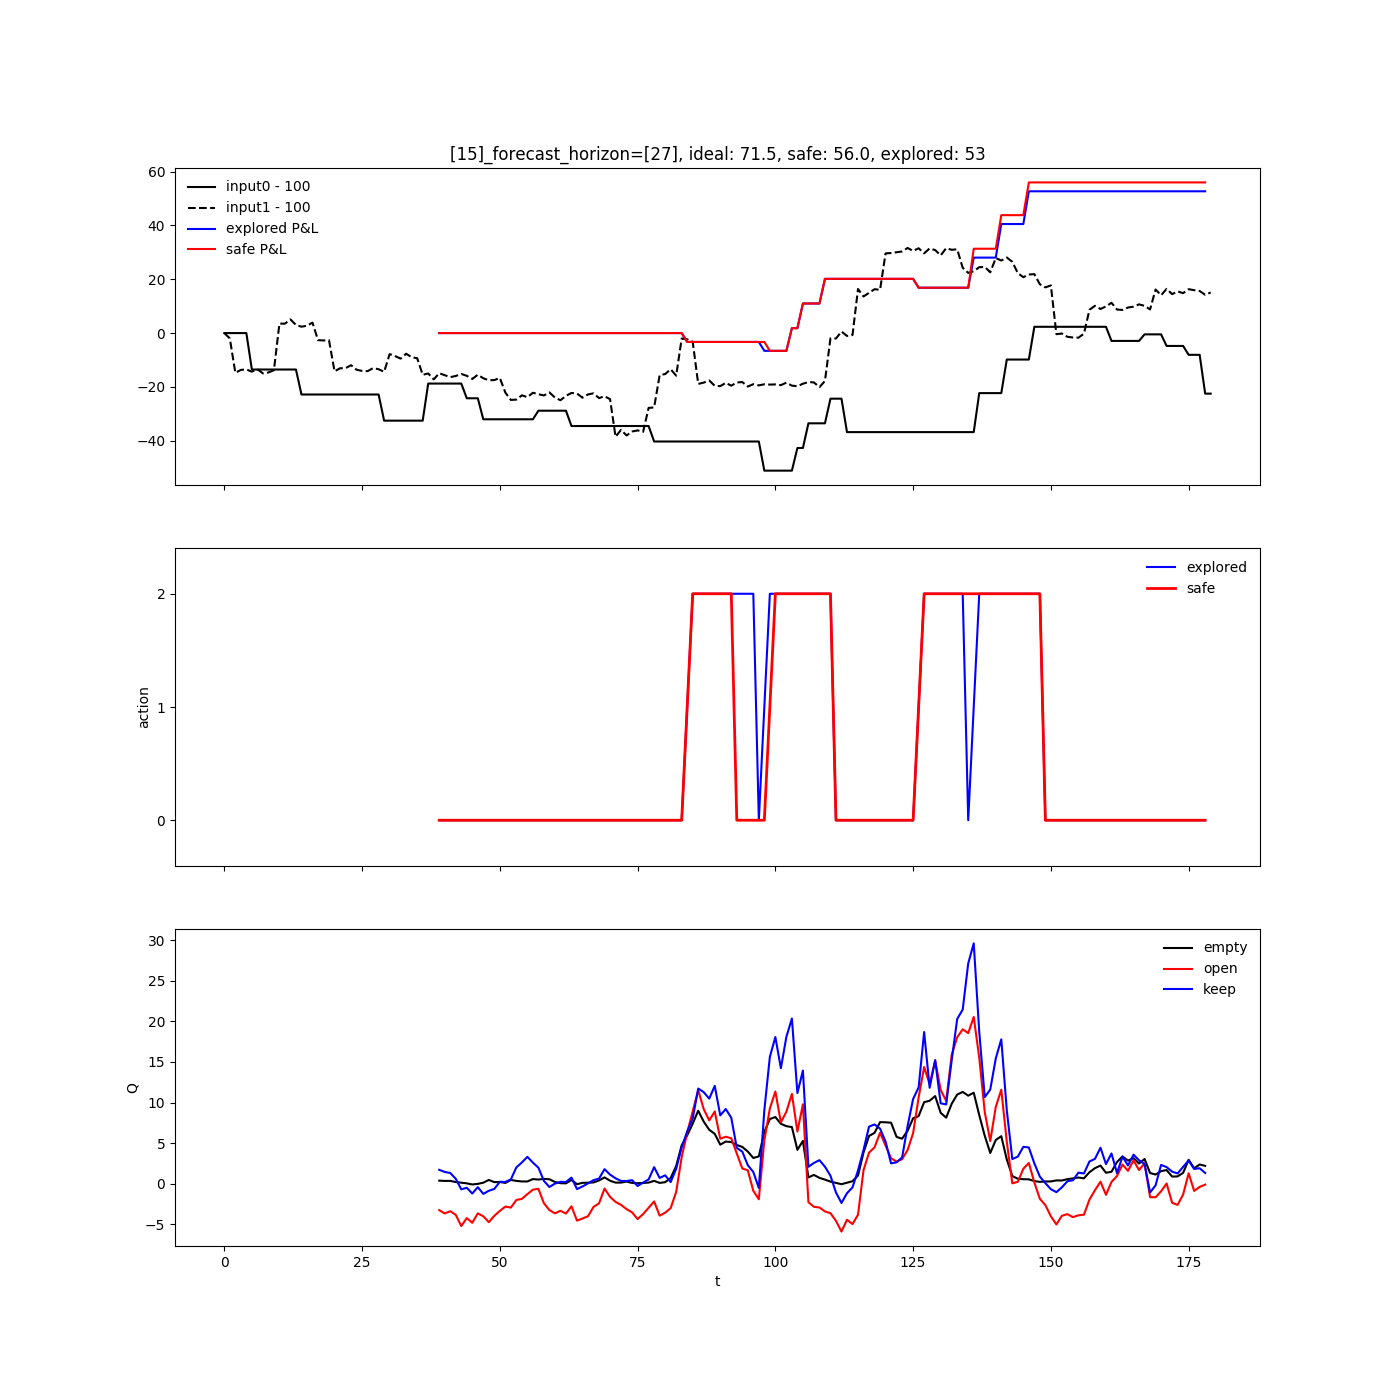 [15]_forecast_horizon=[27], ideal: 71.5, safe: 56.0, explored: 53
60
40
20
0
−20
−40
input0 - 100
input1 - 100
explored P&L
safe P&L
2
1
0
action
explored
safe
30
25
20
15
10
5
0
−5
Q
empty
open
keep
0 25 50 75 100 125 150 175
t